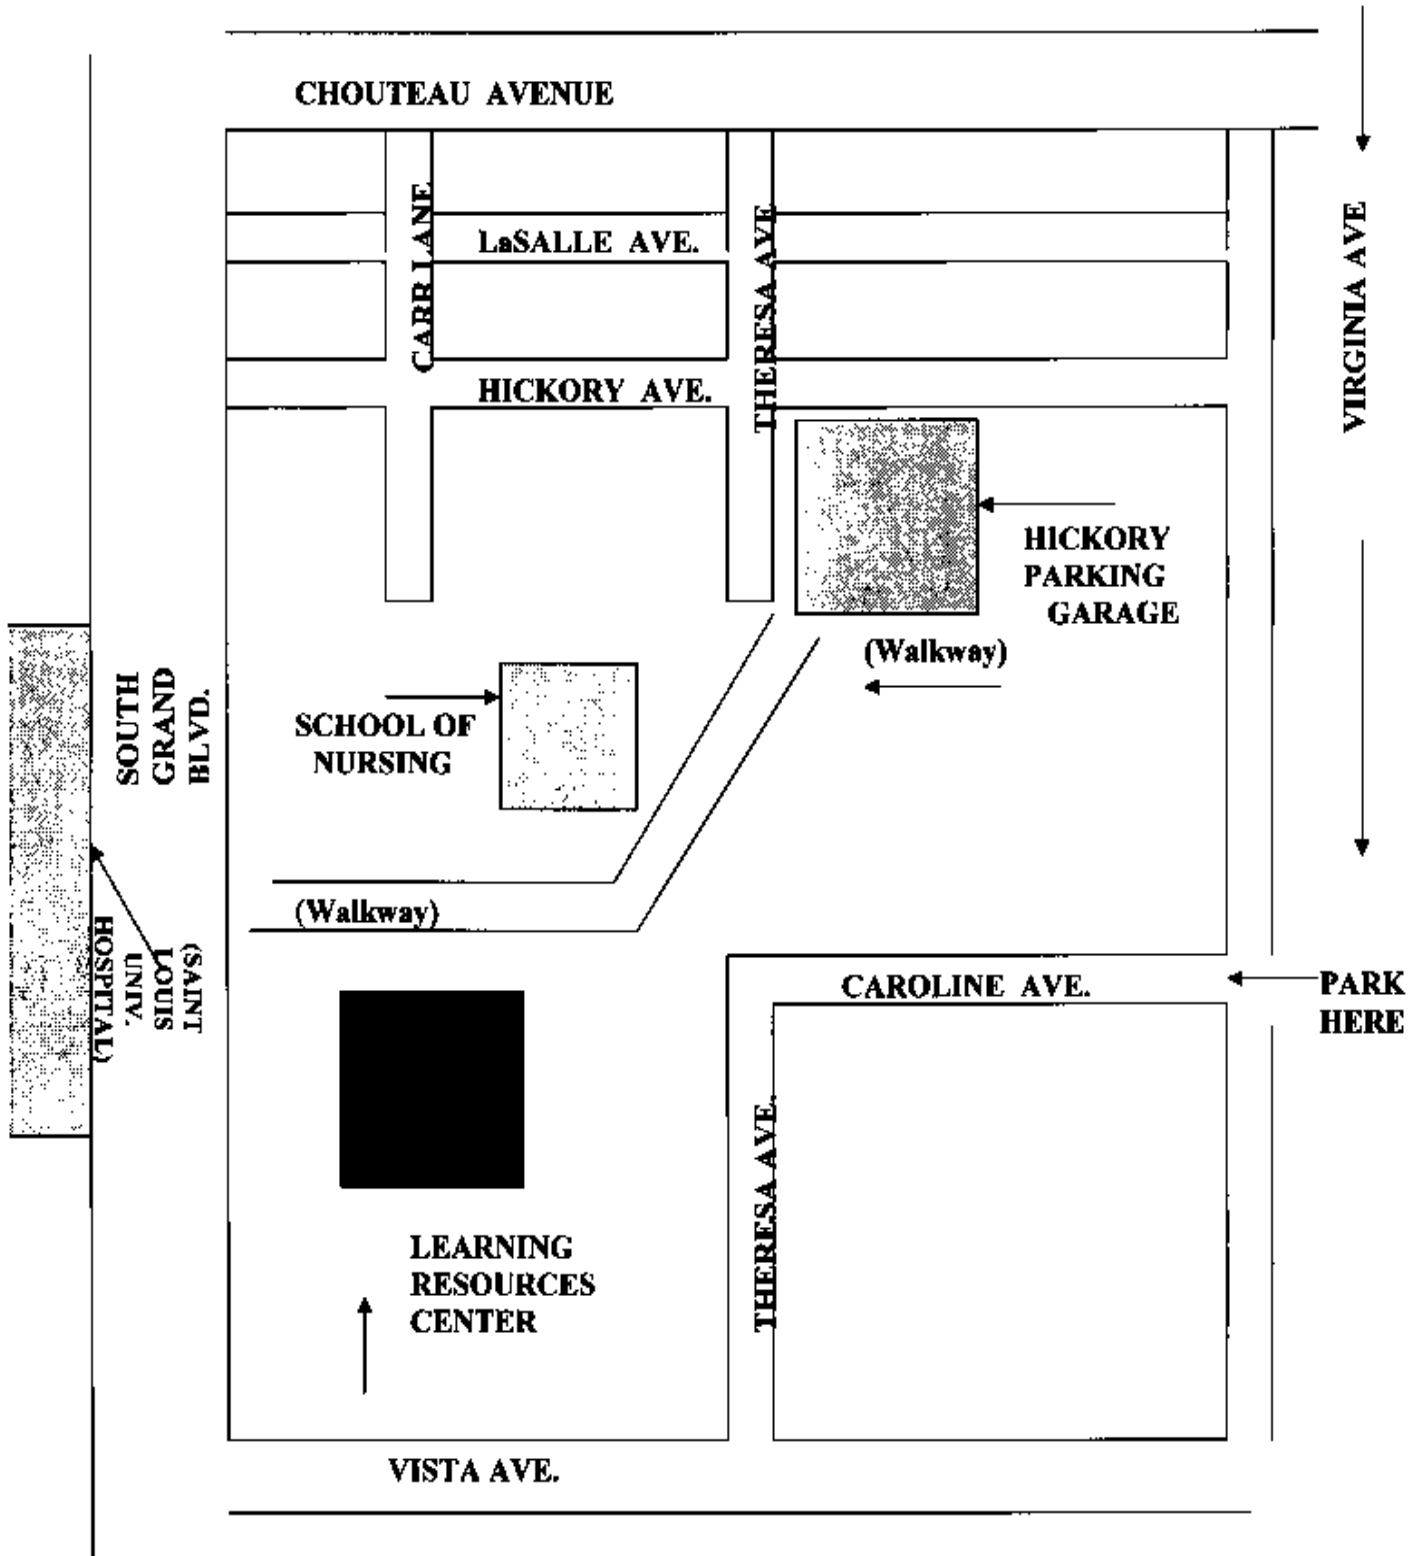 CHOUTEAU AVENUE
CARR LANE
LaSALLE AVE.
THERESA AVE
VIRGINIA AVE
HICKORY AVE.
HICKORY
PARKING
GARAGE
(Walkway)
SOUTH
GRAND
BLVD.
SCHOOL OF
NURSING
(Walkway)
(SAINT
LOUIS
UNIV.
HOSPITAL)
CAROLINE AVE.
PARK
HERE
THERESA AVE.
LEARNING
RESOURCES
CENTER
VISTA AVE.